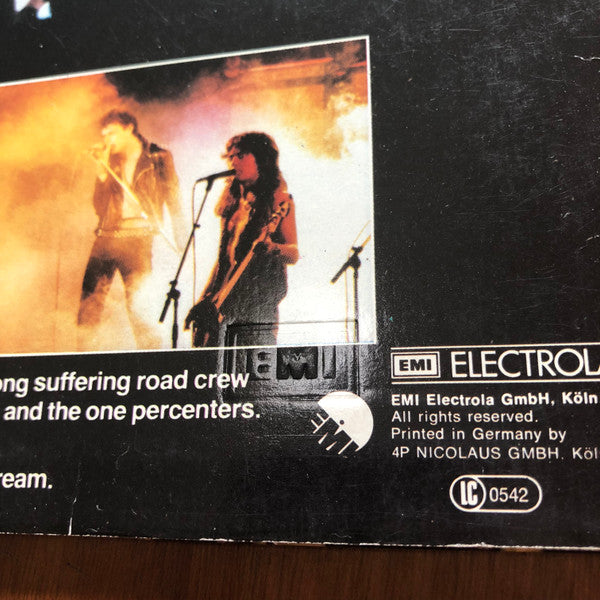 ong suffering road crew
and the one percenters.
ream.
EMI
EMI
EMI ELECTROLA
EMI Electrola GmbH, Köln
All rights reserved.
Printed in Germany by
4P NICOLAUS GMBH. Köl
LC 0542